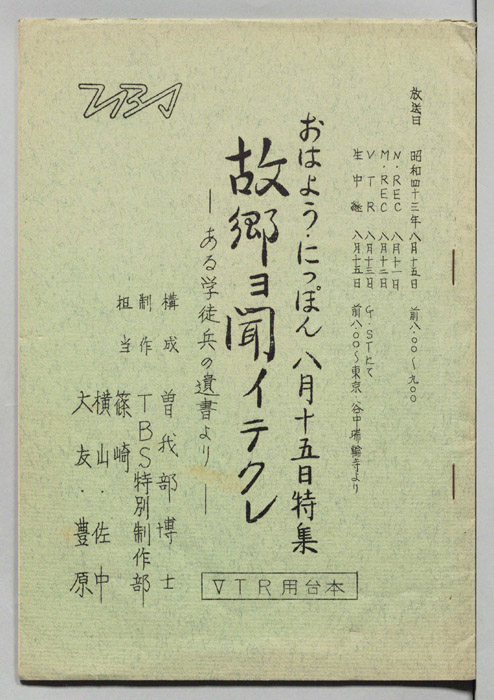 放送日 昭和四十三年八月十五日 前八・〇〇〜九・〇〇
N・REC 八月十一日
M・REC 八月十二日
VTR 八月十三日 G・STにて
生中継 八月十五日 前八・〇〇〜東京・谷中瑞輪寺より
おはよう・にっぽん 八月十五日特集
故郷ヨ聞イテクレ
―ある学徒兵の遺書より―
構成 曽我部博士
制作 TBS特別制作部
担当 篠崎
横山・佐中
大友・豊原
VTR用台本
TBS